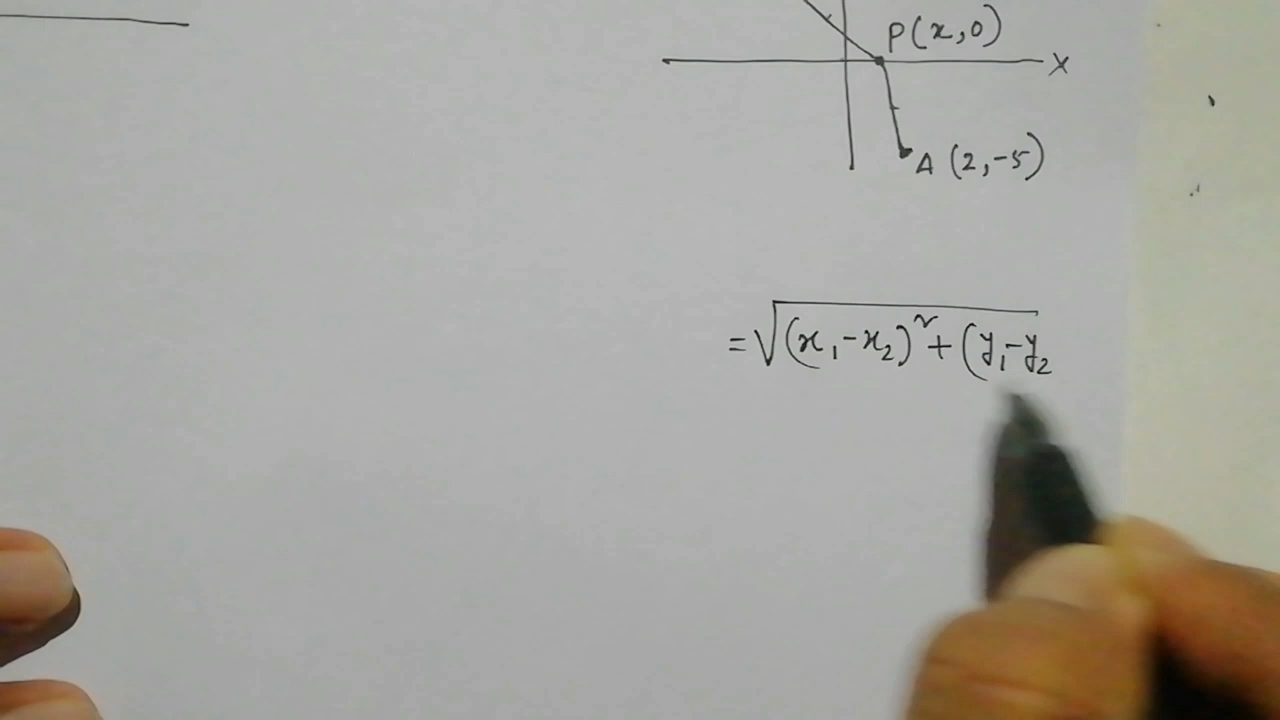 P(x,0)
X
A (2,-5)
=√(x₁-x₂)²+(y₁-y₂